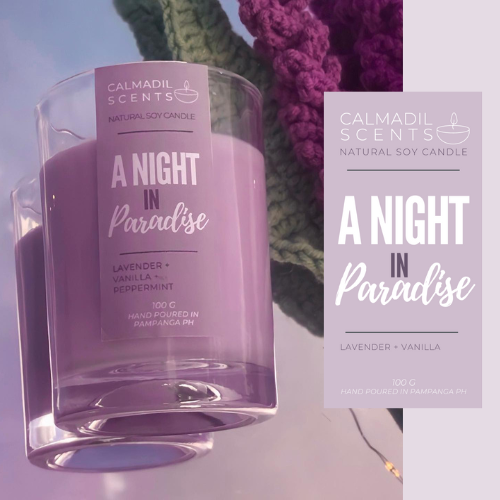 CALMADIL
SCENTS
NATURAL SOY CANDLE
A NIGHT
IN
Paradise
LAVENDER +
VANILLA +
PEPPERMINT
100 G
HAND POURED IN
PAMPANGA PH
CALMADIL
SCENTS
NATURAL SOY CANDLE
A NIGHT
IN
Paradise
LAVENDER + VANILLA
100 G
HAND POURED IN PAMPANGA PH